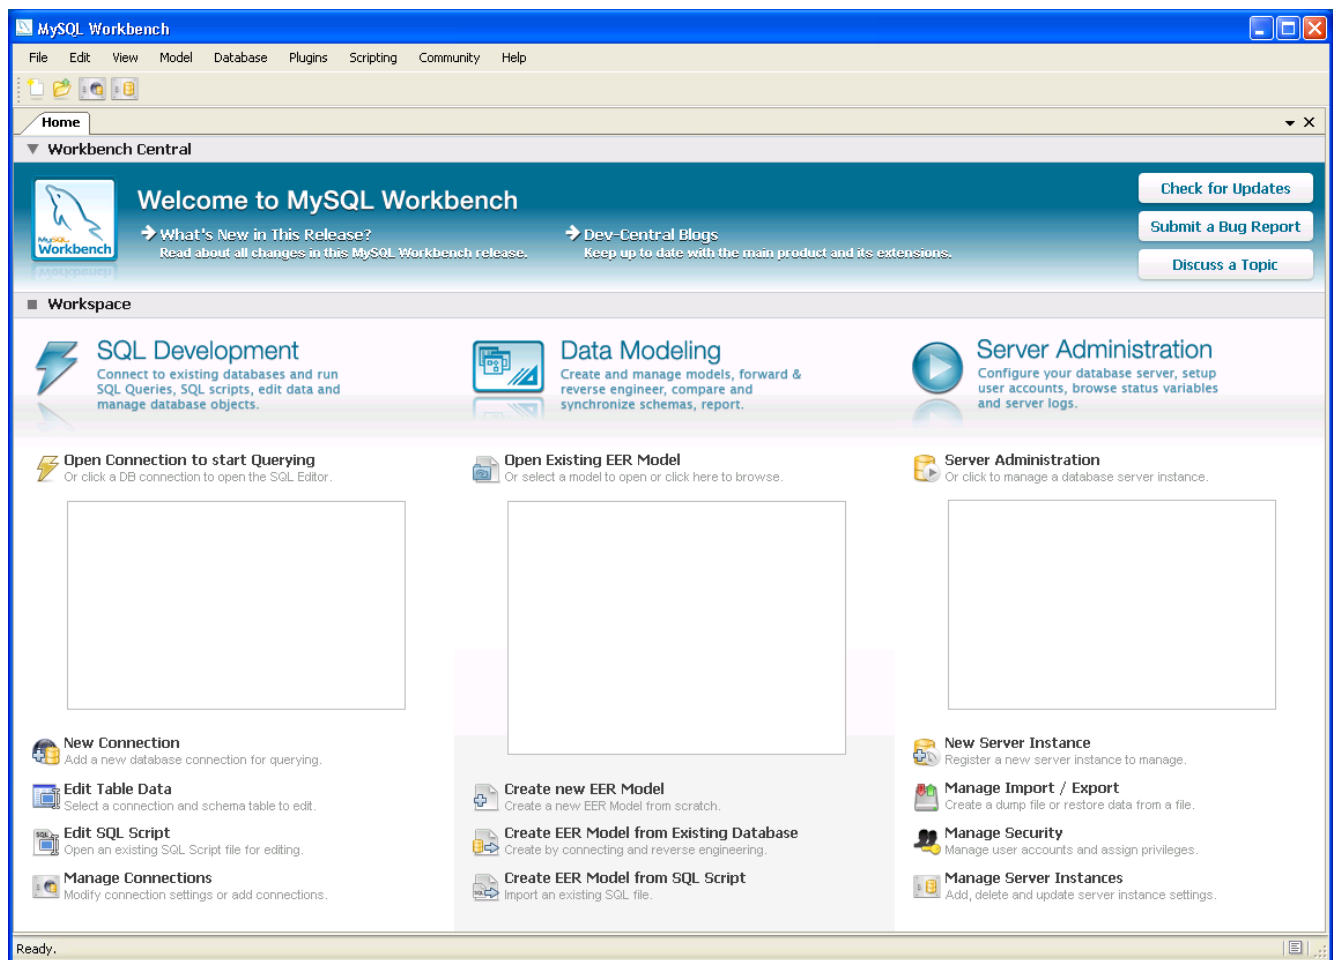 MySQL Workbench
File Edit View Model Database Plugins Scripting Community Help
Home
Workbench Central
MySQL
Workbench
Welcome to MySQL Workbench
What's New in This Release?
Read about all changes in this MySQL Workbench release.
Dev-Central Blogs
Keep up to date with the main product and its extensions.
Check for Updates
Submit a Bug Report
Discuss a Topic
Workspace
SQL Development
Connect to existing databases and run
SQL Queries, SQL scripts, edit data and
manage database objects.
Data Modeling
Create and manage models, forward &
reverse engineer, compare and
synchronize schemas, report.
Server Administration
Configure your database server, setup
user accounts, browse status variables
and server logs.
Open Connection to start Querying
Or click a DB connection to open the SQL Editor.
New Connection
Add a new database connection for querying.
Edit Table Data
Select a connection and schema table to edit.
Edit SQL Script
Open an existing SQL Script file for editing.
Manage Connections
Modify connection settings or add connections.
Open Existing EER Model
Or select a model to open or click here to browse.
Create new EER Model
Create a new EER Model from scratch.
Create EER Model from Existing Database
Create by connecting and reverse engineering.
Create EER Model from SQL Script
Import an existing SQL file.
Server Administration
Or click to manage a database server instance.
New Server Instance
Register a new server instance to manage.
Manage Import / Export
Create a dump file or restore data from a file.
Manage Security
Manage user accounts and assign privileges.
Manage Server Instances
Add, delete and update server instance settings.
Ready.